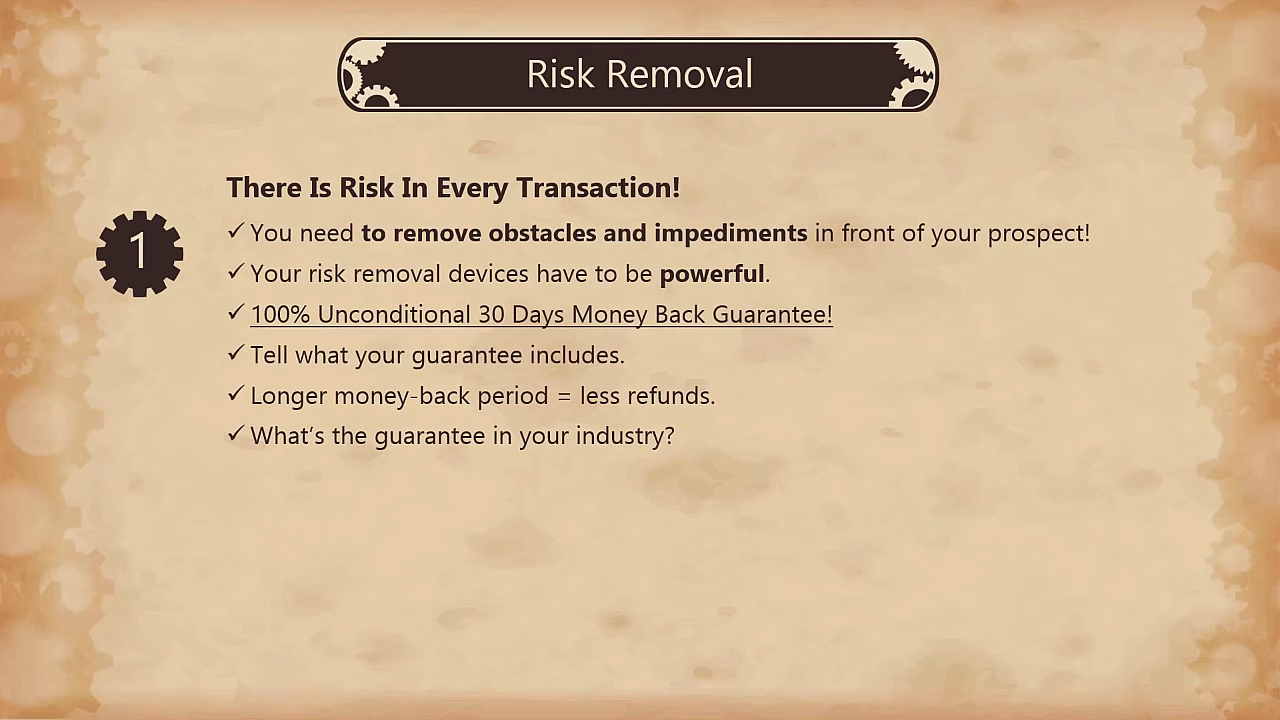 Risk Removal
There Is Risk In Every Transaction!
1
✓ You need to remove obstacles and impediments in front of your prospect!
✓ Your risk removal devices have to be powerful.
✓ 100% Unconditional 30 Days Money Back Guarantee!
✓ Tell what your guarantee includes.
✓ Longer money-back period = less refunds.
✓ What's the guarantee in your industry?